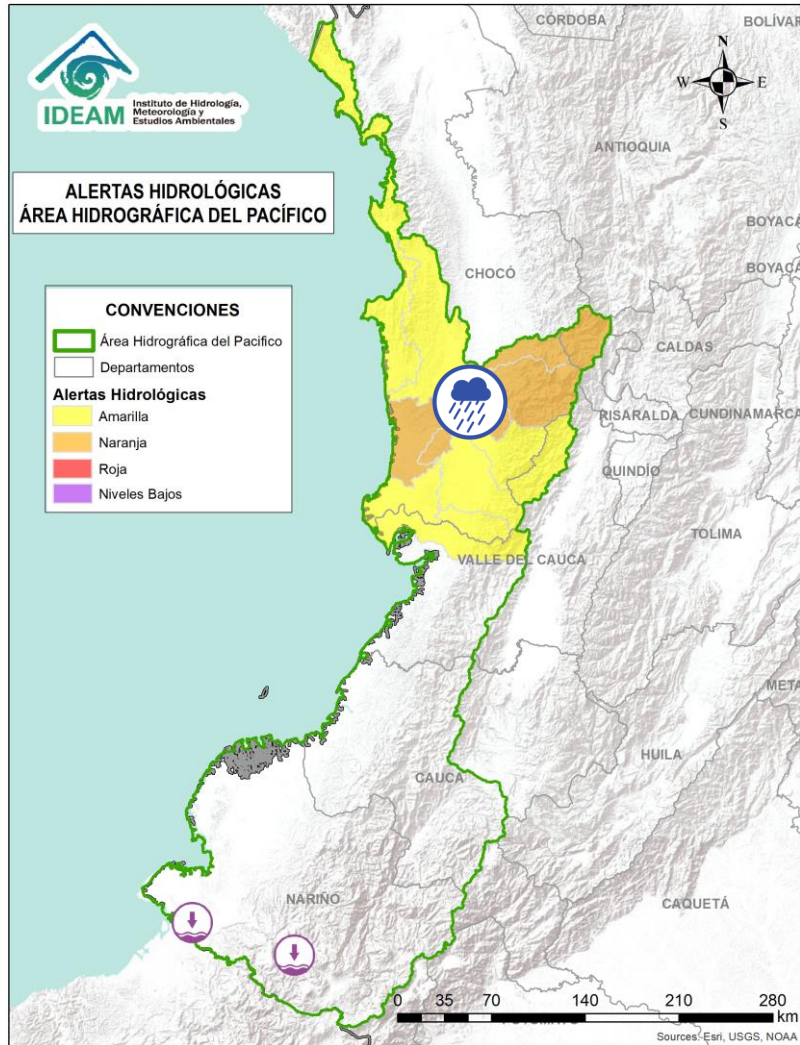 CÓRDOBA
BOLÍVAR
N
W
E
S
IDEAM
Instituto de Hidrología,
Meteorología y
Estudios Ambientales
ANTIOQUIA
ALERTAS HIDROLÓGICAS
ÁREA HIDROGRÁFICA DEL PACÍFICO
BOYACÁ
BOYACÁ
CHOCÓ
CONVENCIONES
Área Hidrográfica del Pacifico
Departamentos
Alertas Hidrológicas
Amarilla
Naranja
Roja
Niveles Bajos
CALDAS
RISARALDA
CUNDINAMARCA
QUINDÍO
TOLIMA
VALLE DEL CAUCA
META
HUILA
CAUCA
NARIÑO
CAQUETÁ
0 35 70 140 210 280
km
Sources: Esri, USGS, NOAA